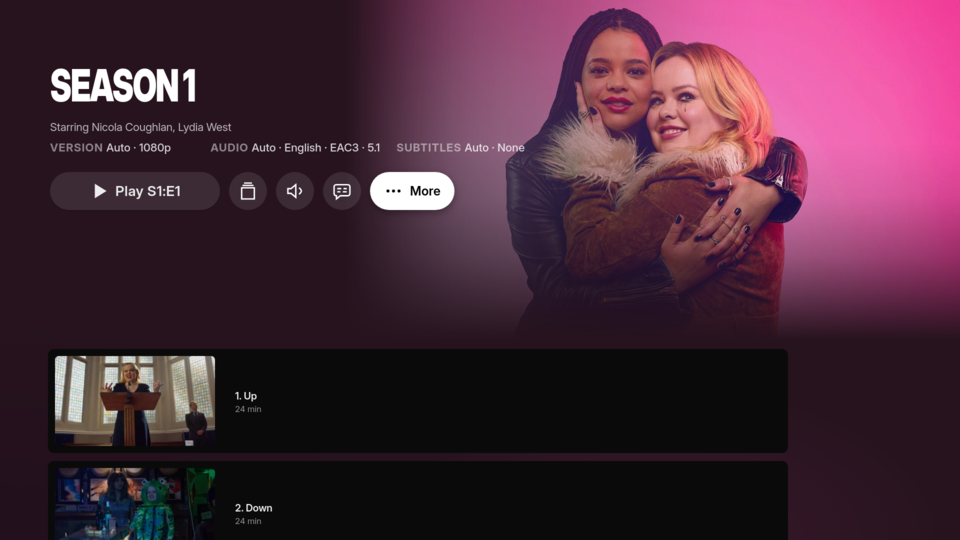 SEASON 1
Starring Nicola Coughlan, Lydia West
VERSION Auto · 1080p AUDIO Auto · English · EAC3 · 5.1 SUBTITLES Auto · None
Play S1:E1 More
1. Up
24 min
2. Down
24 min